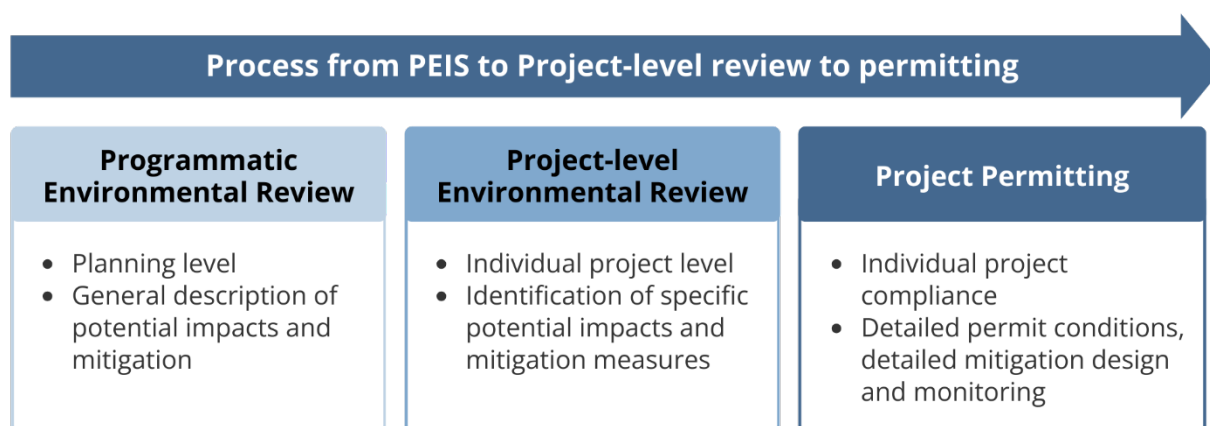 Process from PEIS to Project-level review to permitting
Programmatic
Environmental Review
• Planning level
• General description of
potential impacts and
mitigation
Project-level
Environmental Review
• Individual project level
• Identification of specific
potential impacts and
mitigation measures
Project Permitting
• Individual project
compliance
• Detailed permit conditions,
detailed mitigation design
and monitoring